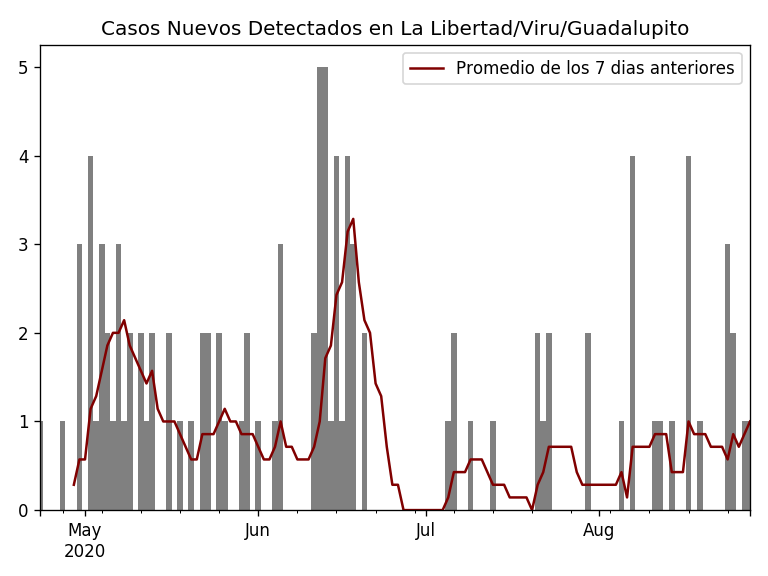 Casos Nuevos Detectados en La Libertad/Viru/Guadalupito
Promedio de los 7 dias anteriores
5
4
3
2
1
0
May Jun Jul Aug
2020